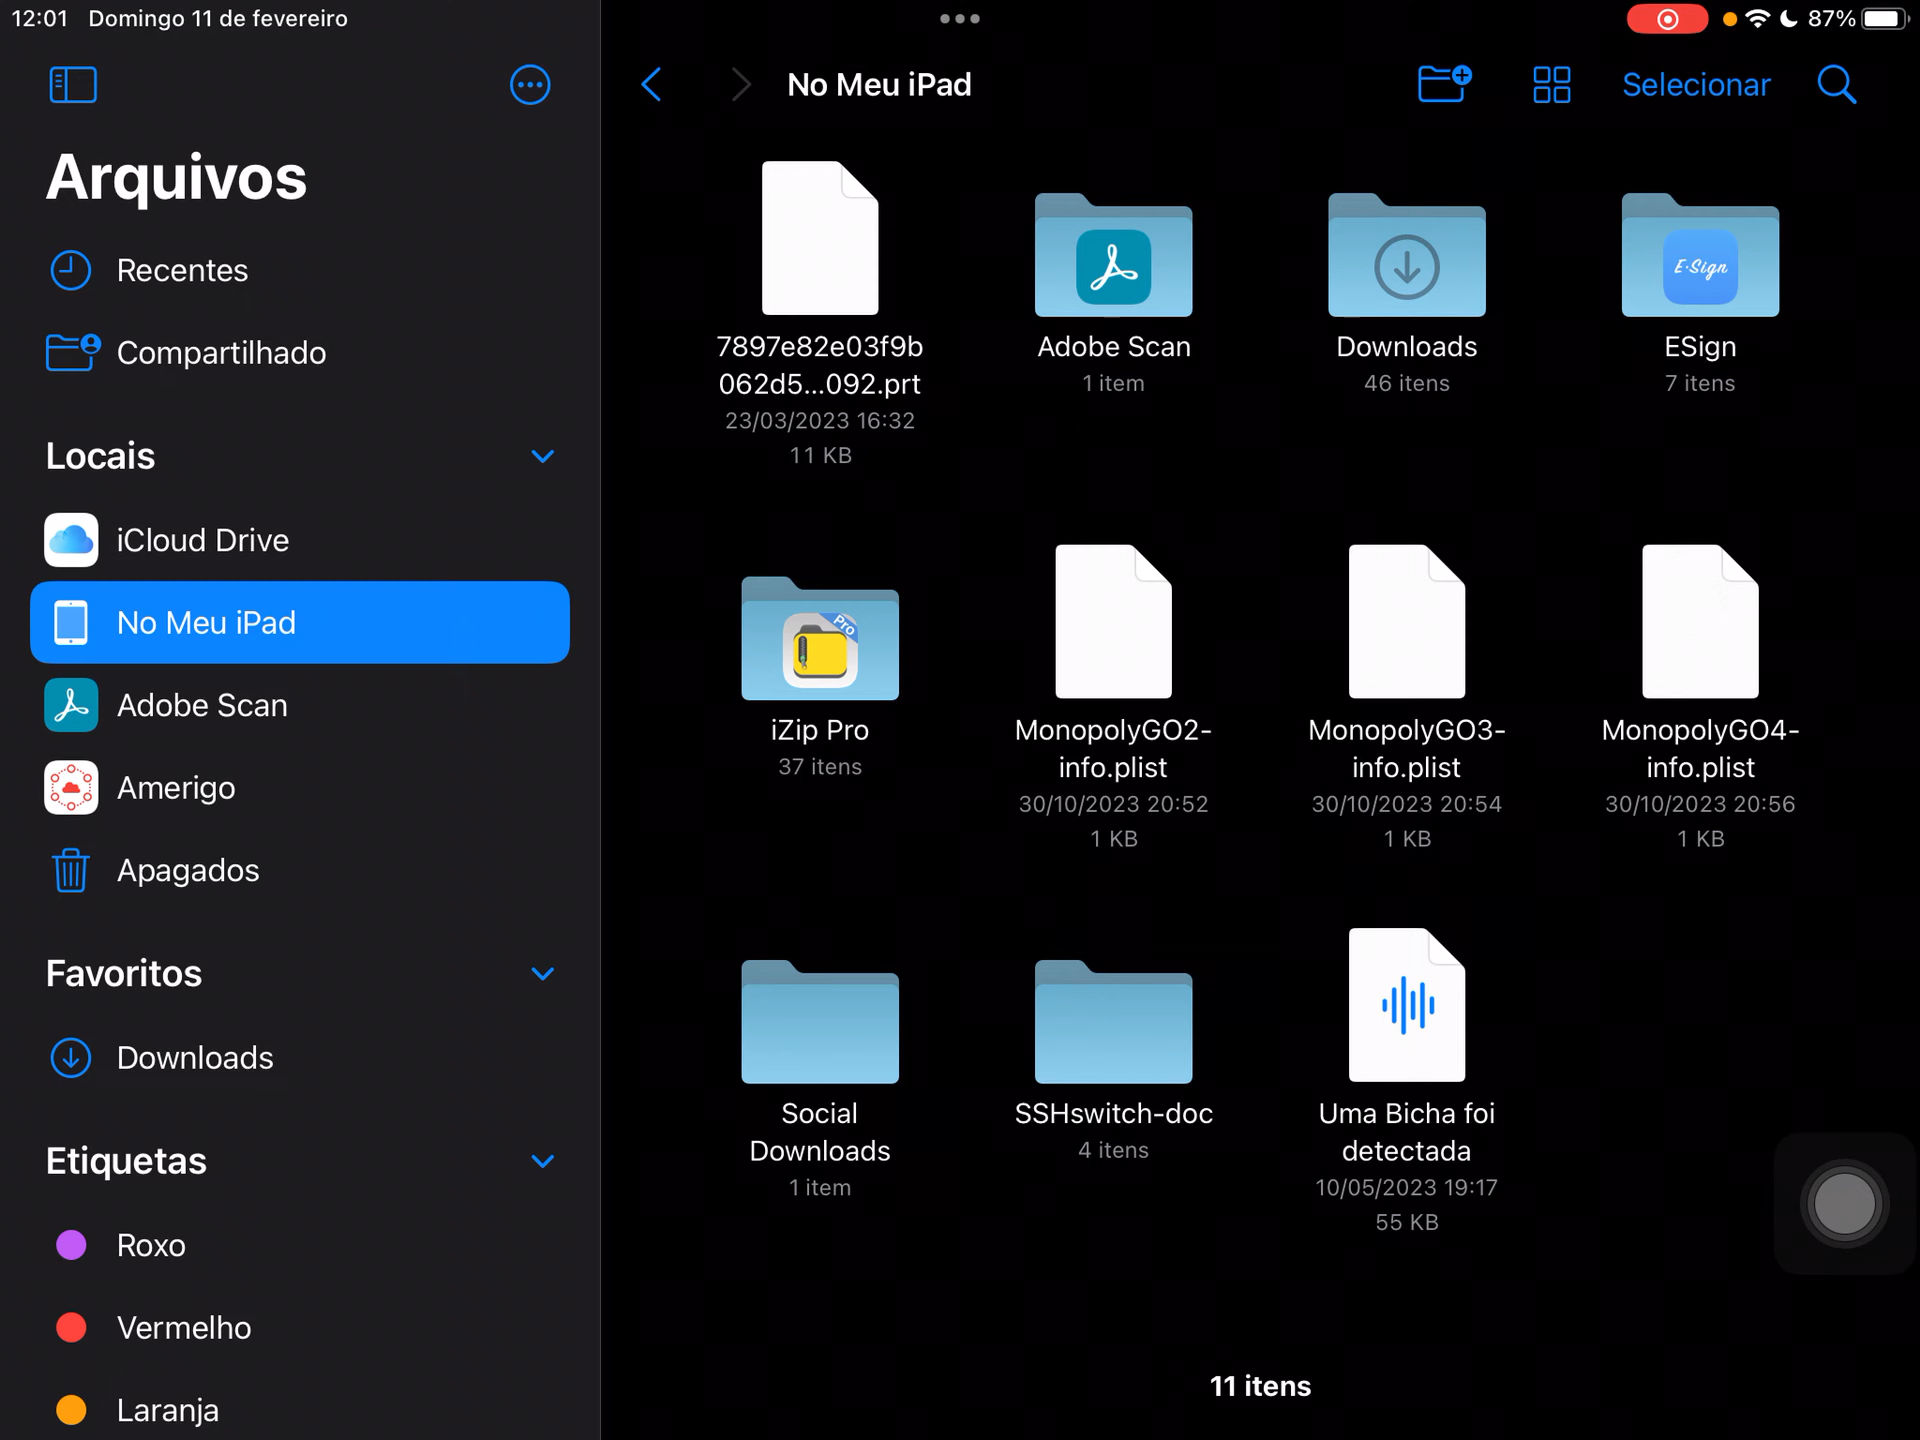 12:01 Domingo 11 de fevereiro
87%
Arquivos
Recentes
Compartilhado
Locais
iCloud Drive
No Meu iPad
Adobe Scan
Amerigo
Apagados
Favoritos
Downloads
Etiquetas
Roxo
Vermelho
Laranja
No Meu iPad
Selecionar
7897e82e03f9b
062d5...092.prt
23/03/2023 16:32
11 KB
Adobe Scan
1 item
Downloads
46 itens
E·Sign
ESign
7 itens
Pro
iZip Pro
37 itens
MonopolyGO2-
info.plist
30/10/2023 20:52
1 KB
MonopolyGO3-
info.plist
30/10/2023 20:54
1 KB
MonopolyGO4-
info.plist
30/10/2023 20:56
1 KB
Social
Downloads
1 item
SSHswitch-doc
4 itens
Uma Bicha foi
detectada
10/05/2023 19:17
55 KB
11 itens